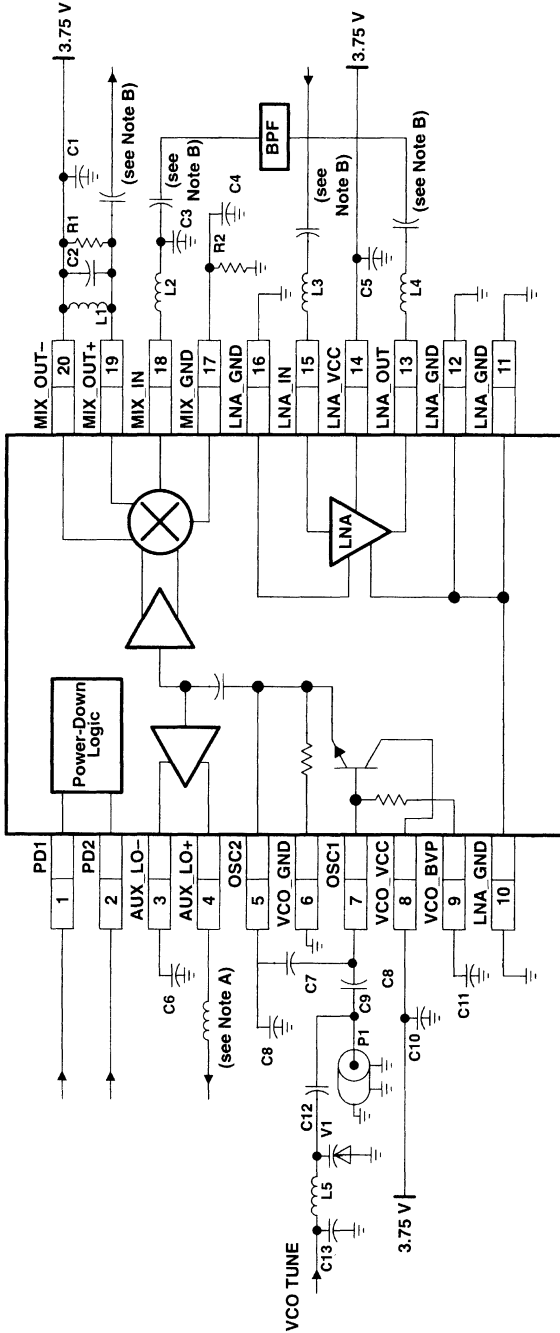 3.75 V
C1
R1
C2
L1
(see Note B)
C3
(see
Note B)
L2
C4
R2
BPF
(see
Note B)
L3
3.75 V
C5
L4
(see Note B)
MIX_OUT–
20
MIX_OUT+
19
MIX_IN
18
MIX_GND
17
LNA_GND
16
LNA_IN
15
LNA_VCC
14
LNA_OUT
13
LNA_GND
12
LNA_GND
11
Power-Down
Logic
LNA
PD1
1
PD2
2
AUX_LO–
3
AUX_LO+
4
OSC2
5
VCO_GND
6
OSC1
7
VCO_VCC
8
VCO_BVP
9
LNA_GND
10
C6
(see Note A)
C8
C7
C9
C8
C10
C11
P1
C12
V1
L5
C13
VCO TUNE
3.75 V